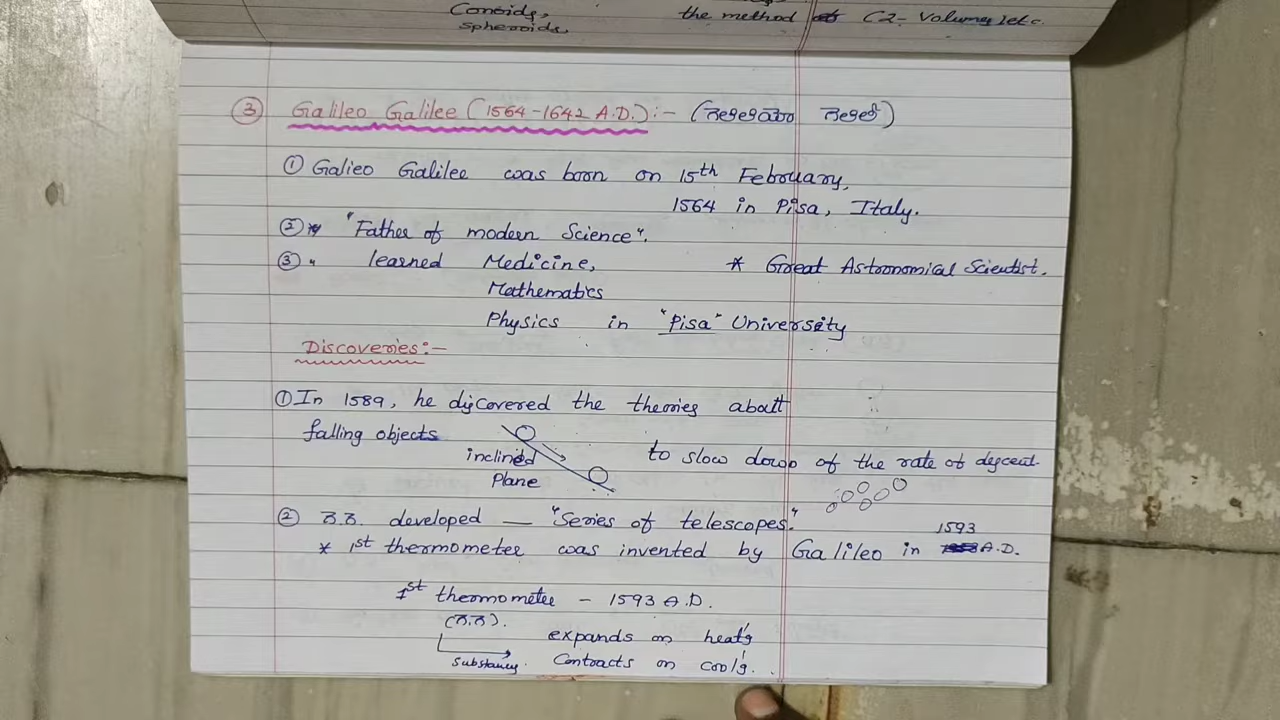 Conoids, the method C2- Volumes etc.
Spheroids,
③ Galileo Galilee (1564-1642 A.D.):- (గెలీలియో గెలీలీ)
① Galieo Galilee was born on 15th February,
1564 in Pisa, Italy.
② * "Father of modern Science".
③ " learned Medicine, * Great Astronomical Scientist.
Mathematics
Physics in "Pisa" University
Discoveries:-
① In 1589, he discovered the theories about
falling objects
inclined to slow down of the rate of descent.
Plane
② గె.గె. developed — "Series of telescopes."
1593
* 1st thermometer was invented by Galileo in A.D.
1st thermometer - 1593 A.D.
(గె.గె).
expands on heat'g
Substancy. Contracts on cool'g.